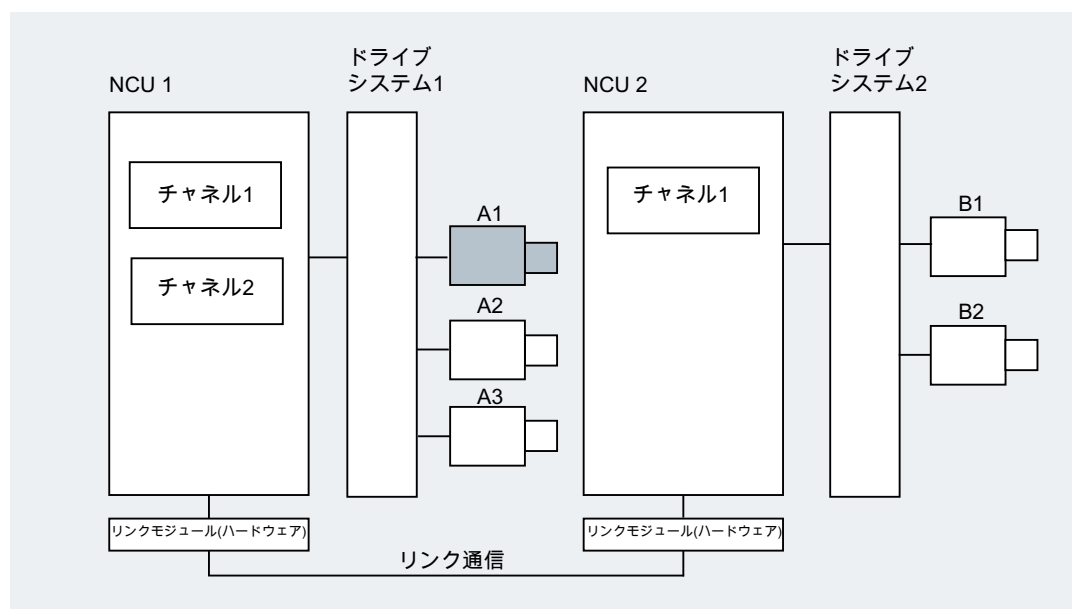 NCU 1
ドライブ
システム1
NCU 2
ドライブ
システム2
チャネル1
チャネル2
A1
A2
A3
チャネル1
B1
B2
リンクモジュール(ハードウェア)
リンクモジュール(ハードウェア)
リンク通信